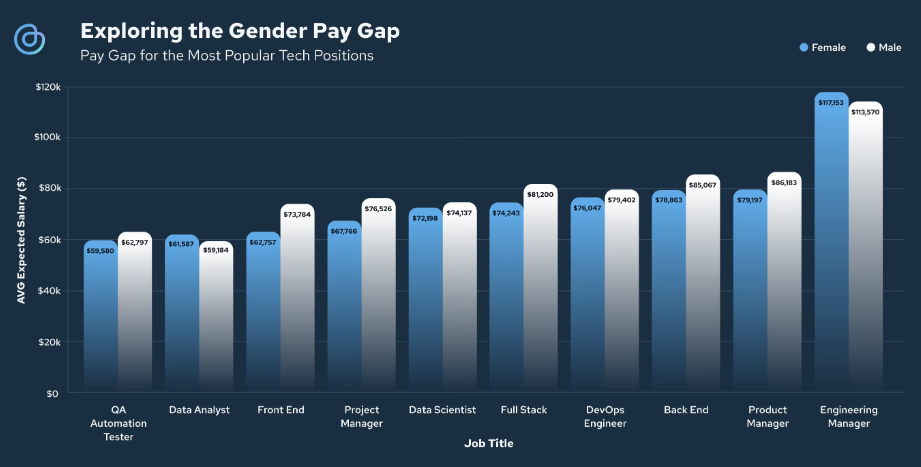 Exploring the Gender Pay Gap
Pay Gap for the Most Popular Tech Positions
Female
Male
$120k
$100k
$80k
$60k
$40k
$20k
$0
AVG Expected Salary ($)
$59,580
$62,797
$61,587
$59,184
$62,757
$73,784
$67,766
$76,526
$72,198
$74,137
$74,243
$81,200
$76,047
$79,402
$78,863
$85,067
$79,197
$86,183
$117,153
$113,570
QA
Automation
Tester
Data Analyst
Front End
Project
Manager
Data Scientist
Full Stack
DevOps
Engineer
Back End
Product
Manager
Engineering
Manager
Job Title